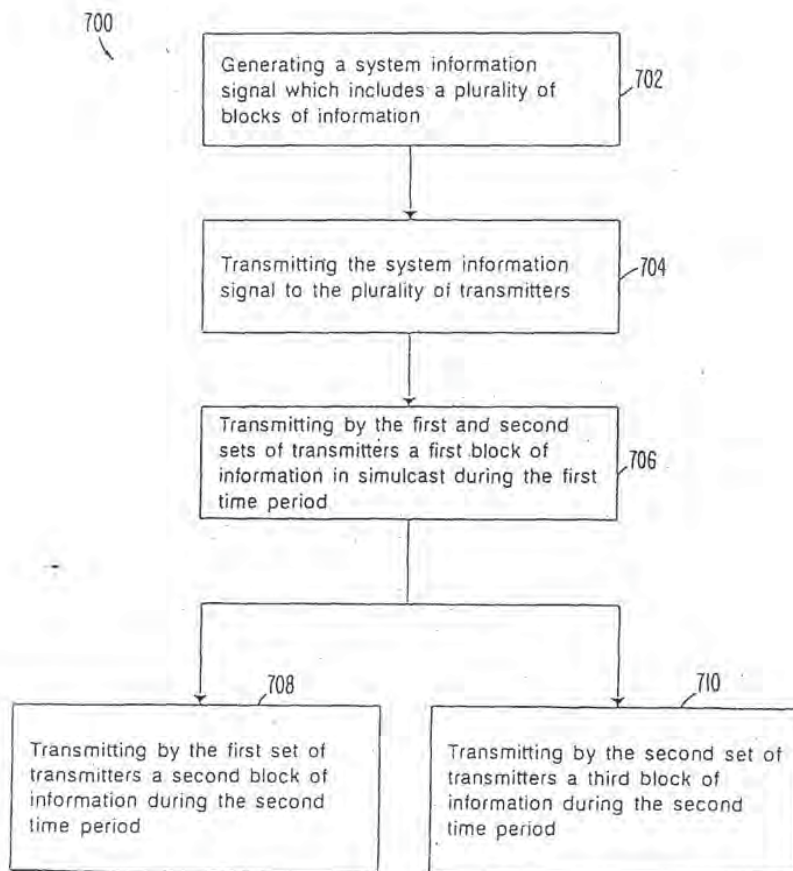 700
Generating a system information
signal which includes a plurality of
blocks of information
702
Transmitting the system information
signal to the plurality of transmitters
704
Transmitting by the first and second
sets of transmitters a first block of
information in simulcast during the first
time period
706
708
Transmitting by the first set of
transmitters a second block of
information during the second
time period
710
Transmitting by the second set of
transmitters a third block of
information during the second
time period